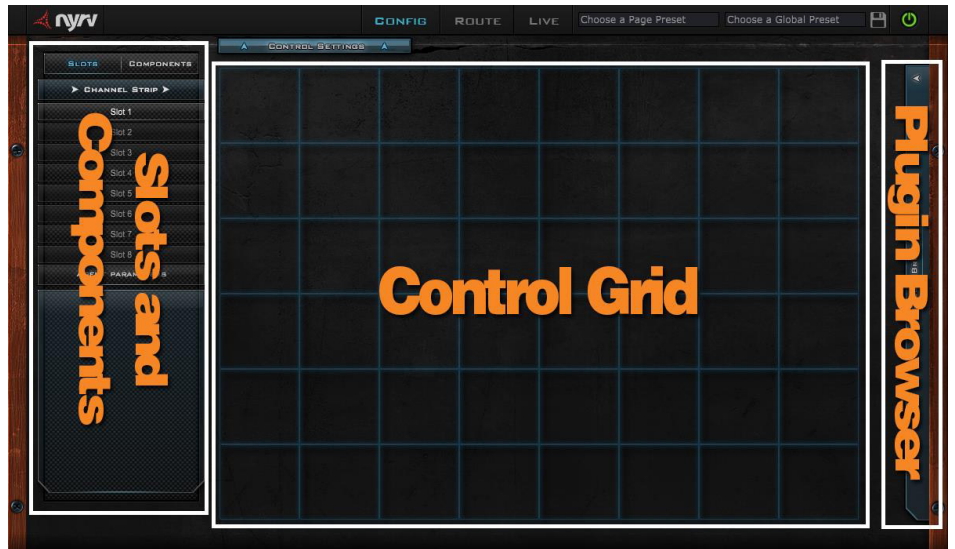 nyrv
CONFIG
ROUTE
LIVE
Choose a Page Preset
Choose a Global Preset
CONTROL SETTINGS
SLOTS
COMPONENTS
CHANNEL STRIP
Slot 1
Slot 2
Slot 3
Slot 4
Slot 5
Slot 6
Slot 7
Slot 8
Slots and
Components
Control Grid
Plugin Browser